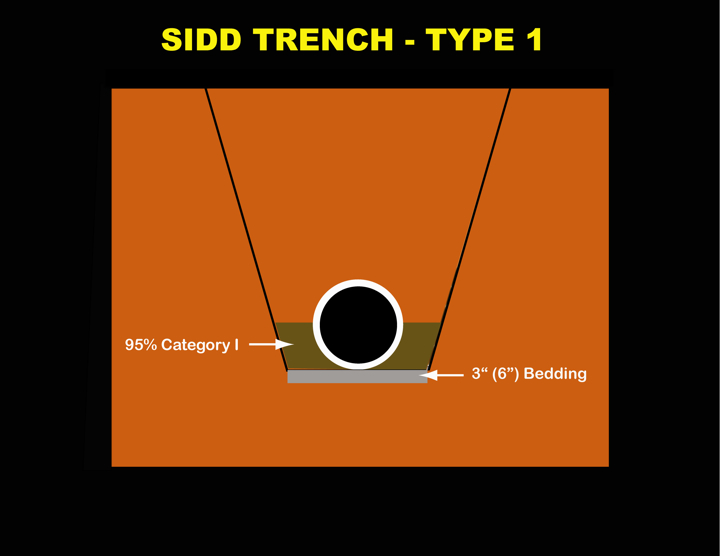 SIDD TRENCH - TYPE 1
95% Category I
3“ (6”) Bedding